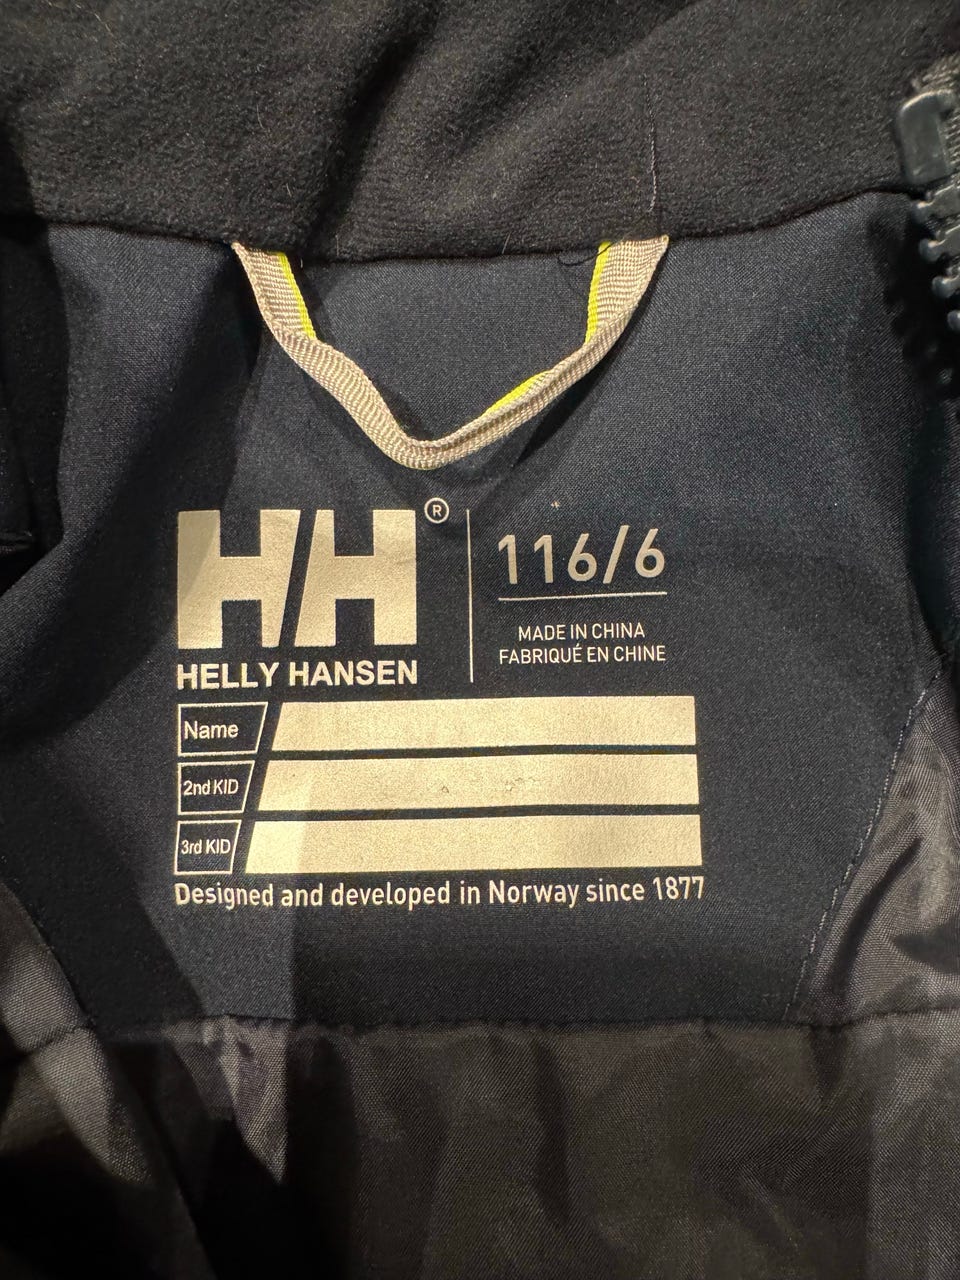 HH®
HELLY HANSEN
116/6
MADE IN CHINA
FABRIQUÉ EN CHINE
Name
2nd KID
3rd KID
Designed and developed in Norway since 1877